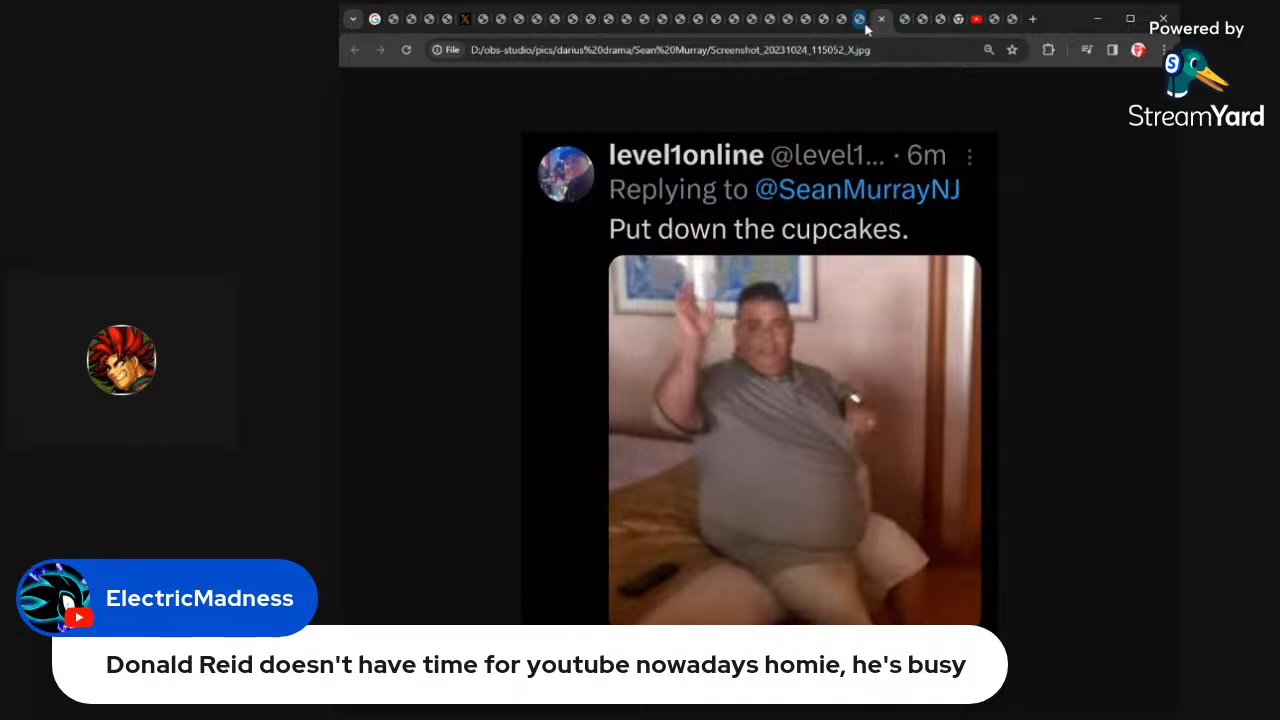 File
D:/obs-studio/pics/darius%20drama/Sean%20Murray/Screenshot_20231024_115052_X.jpg
Powered by
StreamYard
level1online @level1... · 6m
Replying to @SeanMurrayNJ
Put down the cupcakes.
ElectricMadness
Donald Reid doesn't have time for youtube nowadays homie, he's busy